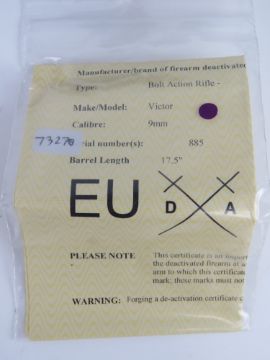 Manufacturer/brand of firearm deactivated
Type: Bolt Action Rifle -
Make/Model: Victor
Calibre: 9mm
73270
ial number(s): 885
Barrel Length 17.5"
EU
D A
PLEASE NOTE This certificate is an import
the deactivated firearm at a
arm to which this certificate
mark; these marks must not
WARNING: Forging a de-activation certificate c